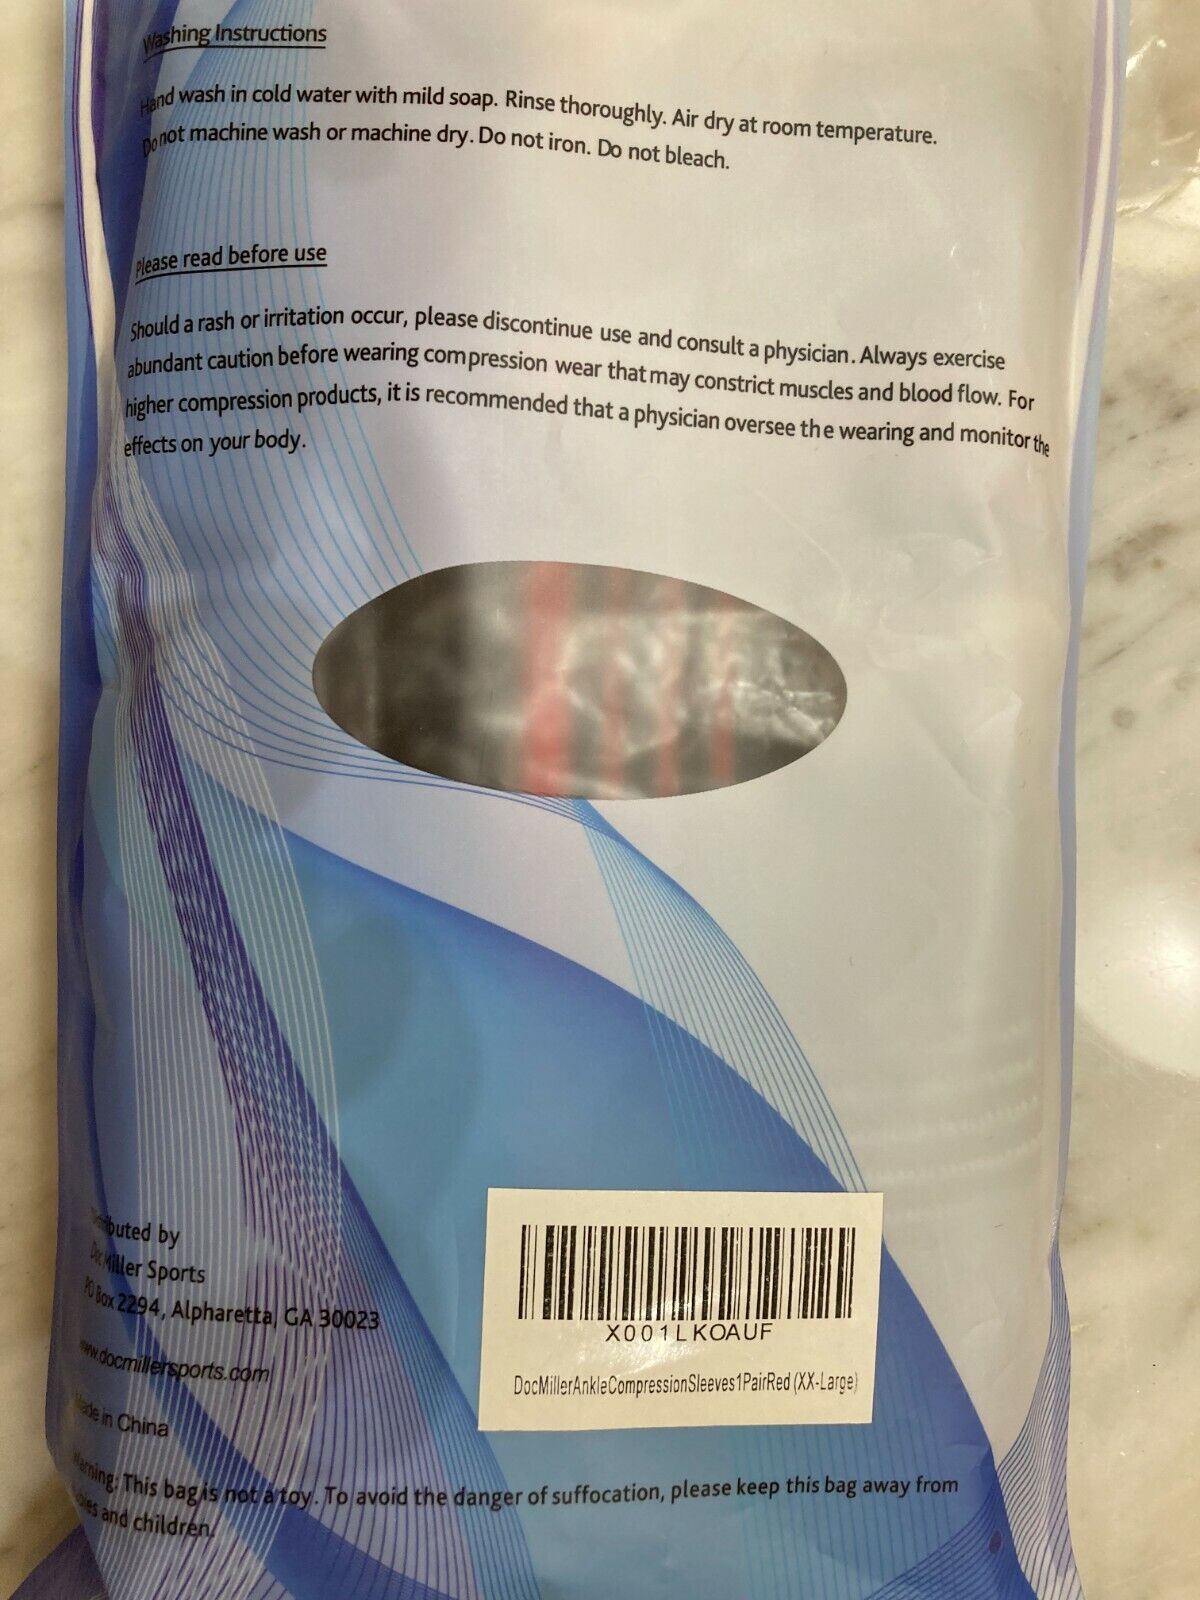 Washing Instructions
Hand wash in cold water with mild soap. Rinse thoroughly. Air dry at room temperature.
Do not machine wash or machine dry. Do not iron. Do not bleach.
Please read before use
Should a rash or irritation occur, please discontinue use and consult a physician. Always exercise
abundant caution before wearing compression wear that may constrict muscles and blood flow. For
higher compression products, it is recommended that a physician oversee the wearing and monitor the
effects on your body.
Distributed by
Doc Miller Sports
PO Box 2294, Alpharetta, GA 30023
www.docmillersports.com
Made in China
X001LKOAUF
DocMillerAnkleCompressionSleeves1PairRed (XX-Large)
Warning: This bag is not a toy. To avoid the danger of suffocation, please keep this bag away from
babies and children.